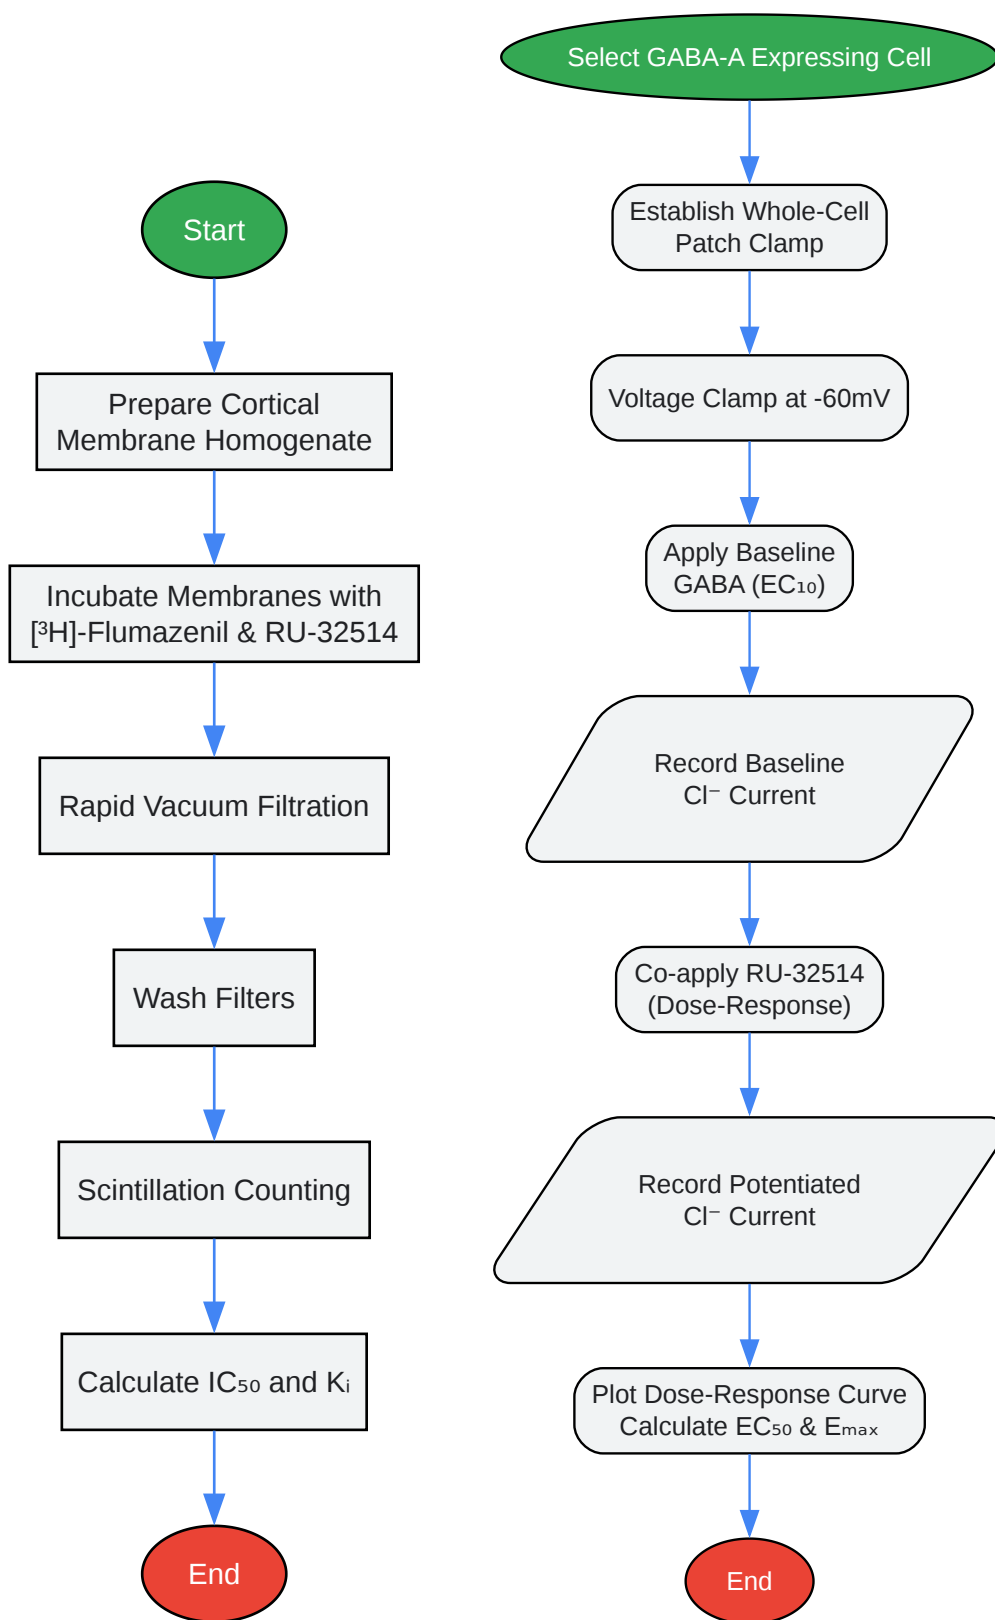 Start
Prepare Cortical
Membrane Homogenate
Incubate Membranes with
[³H]-Flumazenil & RU-32514
Rapid Vacuum Filtration
Wash Filters
Scintillation Counting
Calculate IC₅₀ and Kᵢ
End
Select GABA-A Expressing Cell
Establish Whole-Cell
Patch Clamp
Voltage Clamp at -60mV
Apply Baseline
GABA (EC₁₀)
Record Baseline
Cl⁻ Current
Co-apply RU-32514
(Dose-Response)
Record Potentiated
Cl⁻ Current
Plot Dose-Response Curve
Calculate EC₅₀ & Eₘₐₓ
End